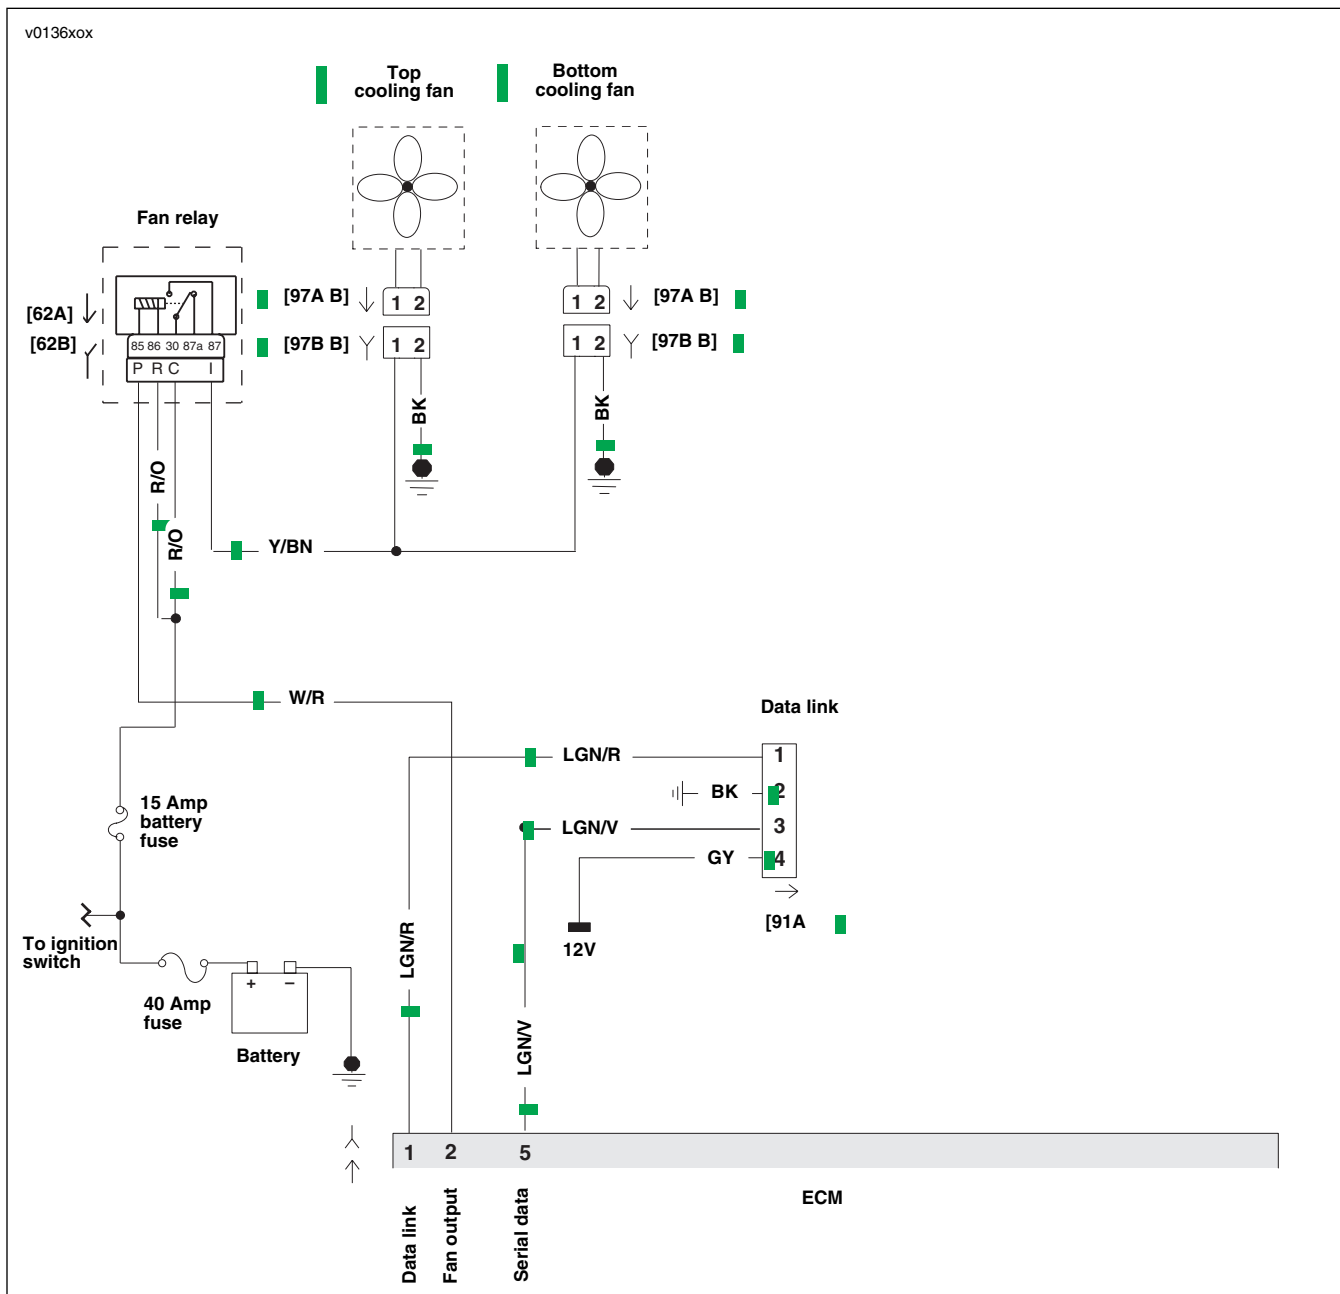 v0136xox
Top
cooling fan
Bottom
cooling fan
Fan relay
[62A]
[62B]
85 86 30 87a 87
P R C I
[97A B]
1 2
[97B B]
1 2
1 2
[97A B]
1 2
[97B B]
BK
BK
R/O
R/O
Y/BN
W/R
Data link
LGN/R
1
BK
2
LGN/V
3
GY
4
[91A
12V
15 Amp
battery
fuse
To ignition
switch
40 Amp
fuse
+ −
Battery
LGN/R
LGN/V
1 2 5
ECM
Data link
Fan output
Serial data